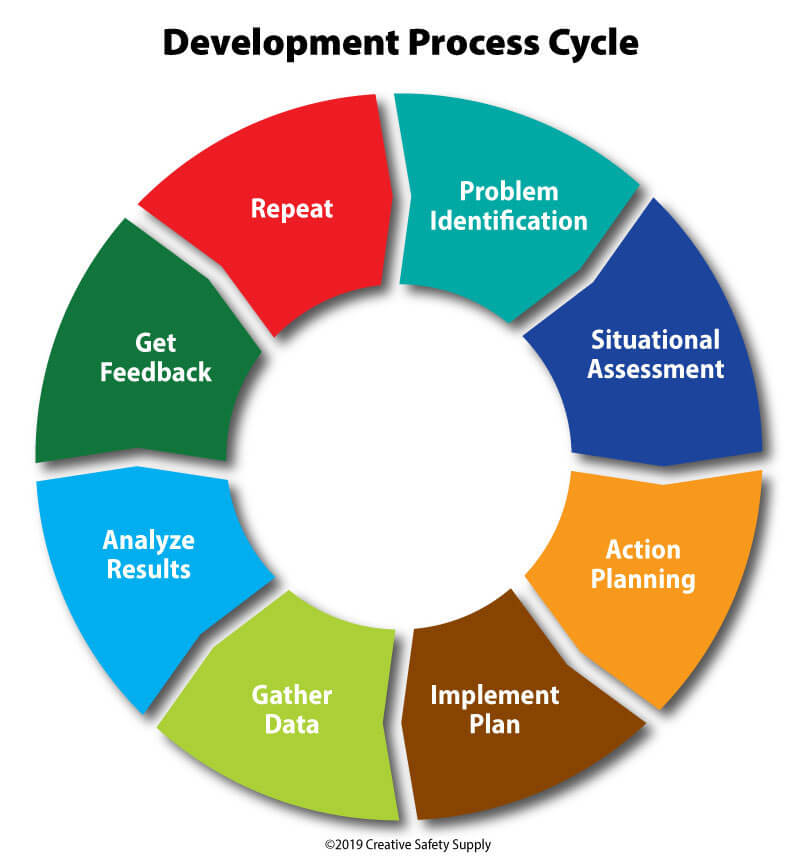 Development Process Cycle
Problem
Identification
Situational
Assessment
Action
Planning
Implement
Plan
Gather
Data
Analyze
Results
Get
Feedback
Repeat
©2019 Creative Safety Supply